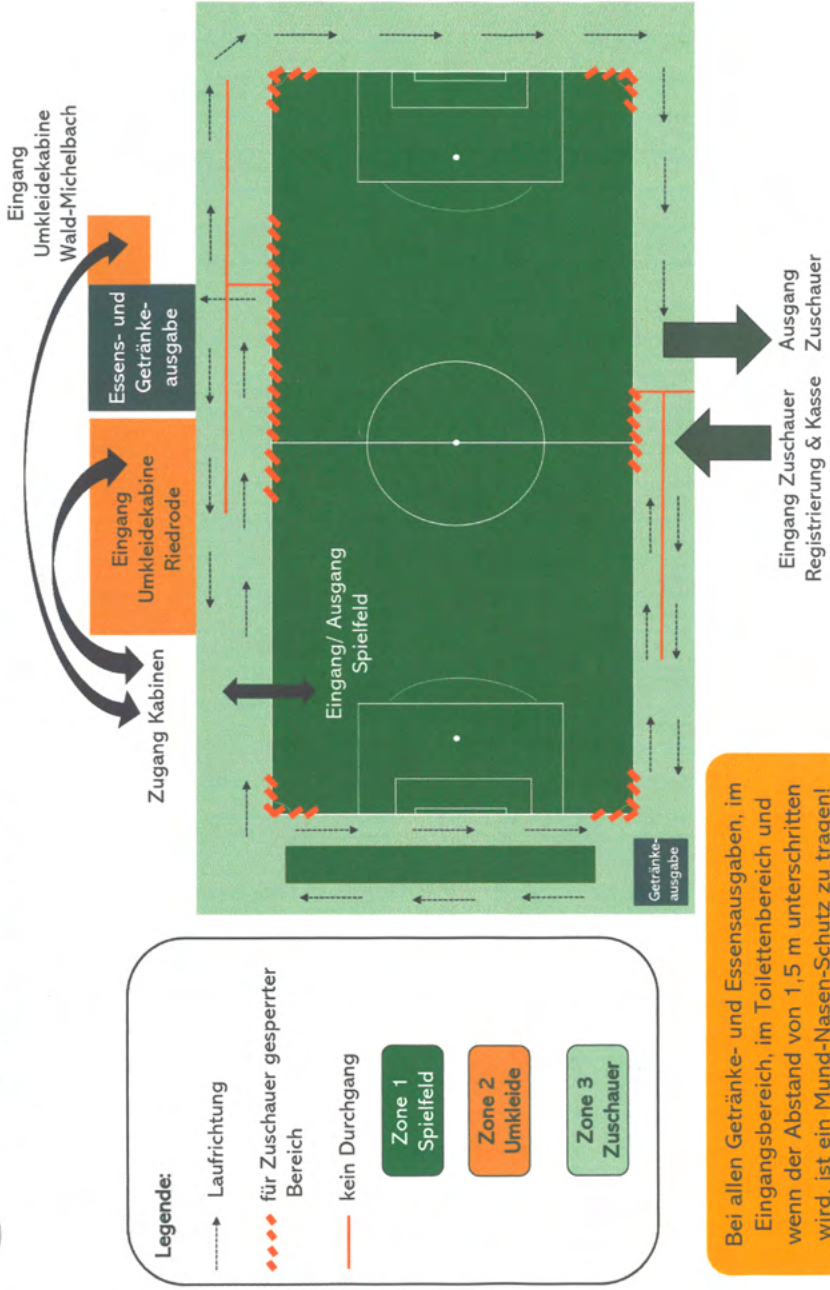 Eingang
Umkleidekabine
Wald-Michelbach
Essens- und
Getränke-
ausgabe
Eingang
Umkleidekabine
Riedrode
Zugang Kabinen
Eingang/ Ausgang
Spielfeld
Getränke-
ausgabe
Eingang Zuschauer
Registrierung & Kasse
Ausgang
Zuschauer
Legende:
Laufrichtung
für Zuschauer gesperrter
Bereich
kein Durchgang
Zone 1
Spielfeld
Zone 2
Umkleide
Zone 3
Zuschauer
Bei allen Getränke- und Essensausgaben, im
Eingangsbereich, im Toilettenbereich und
wenn der Abstand von 1,5 m unterschritten
wird, ist ein Mund-Nasen-Schutz zu tragen!